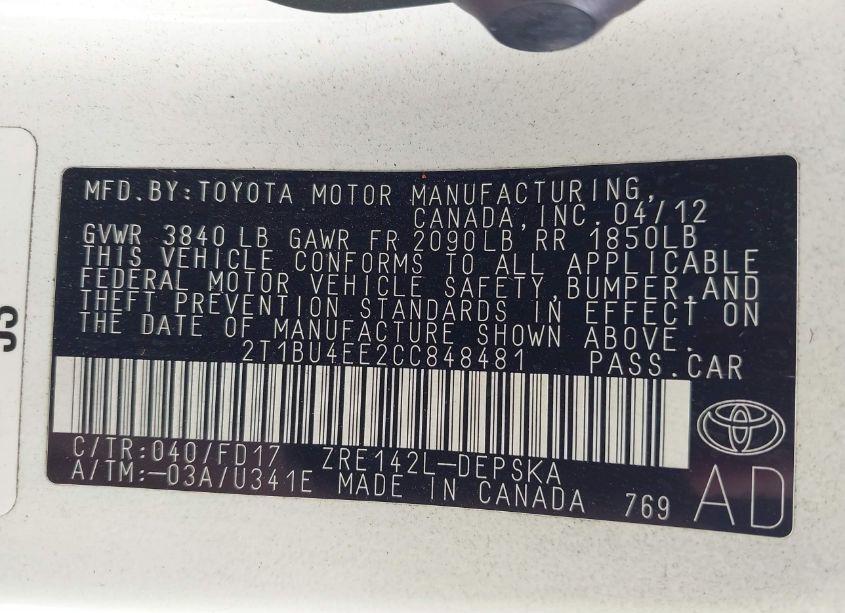 MFD.BY:TOYOTA MOTOR MANUFACTURING,
CANADA,INC. 04/12
GVWR 3840 LB GAWR FR 2090LB RR 1850LB
THIS VEHICLE CONFORMS TO ALL APPLICABLE
FEDERAL MOTOR VEHICLE SAFETY,BUMPER,AND
THEFT PREVENTION STANDARDS IN EFFECT ON
THE DATE OF MANUFACTURE SHOWN ABOVE.
2T1BU4EE2CC848481 PASS.CAR
C/TR:040/FD17 ZRE142L-DEPSKA
A/TM:-03A/U341E MADE IN CANADA 769
AD